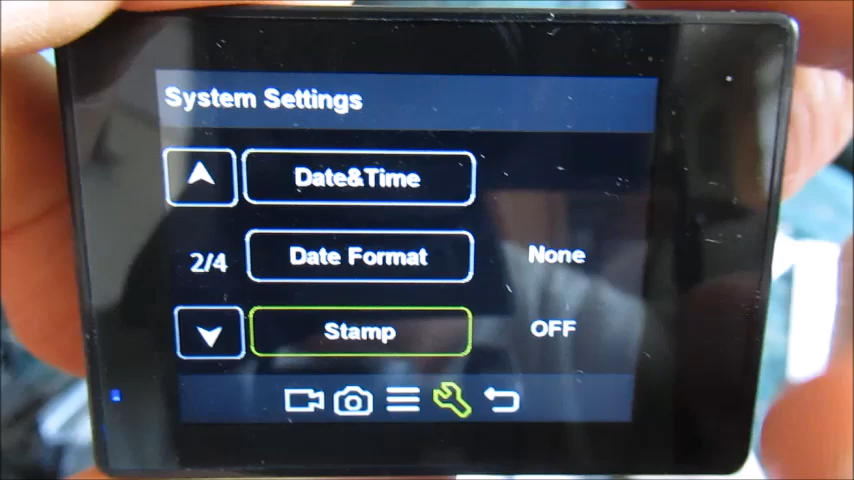 System Settings
Date&Time
2/4 Date Format None
Stamp OFF